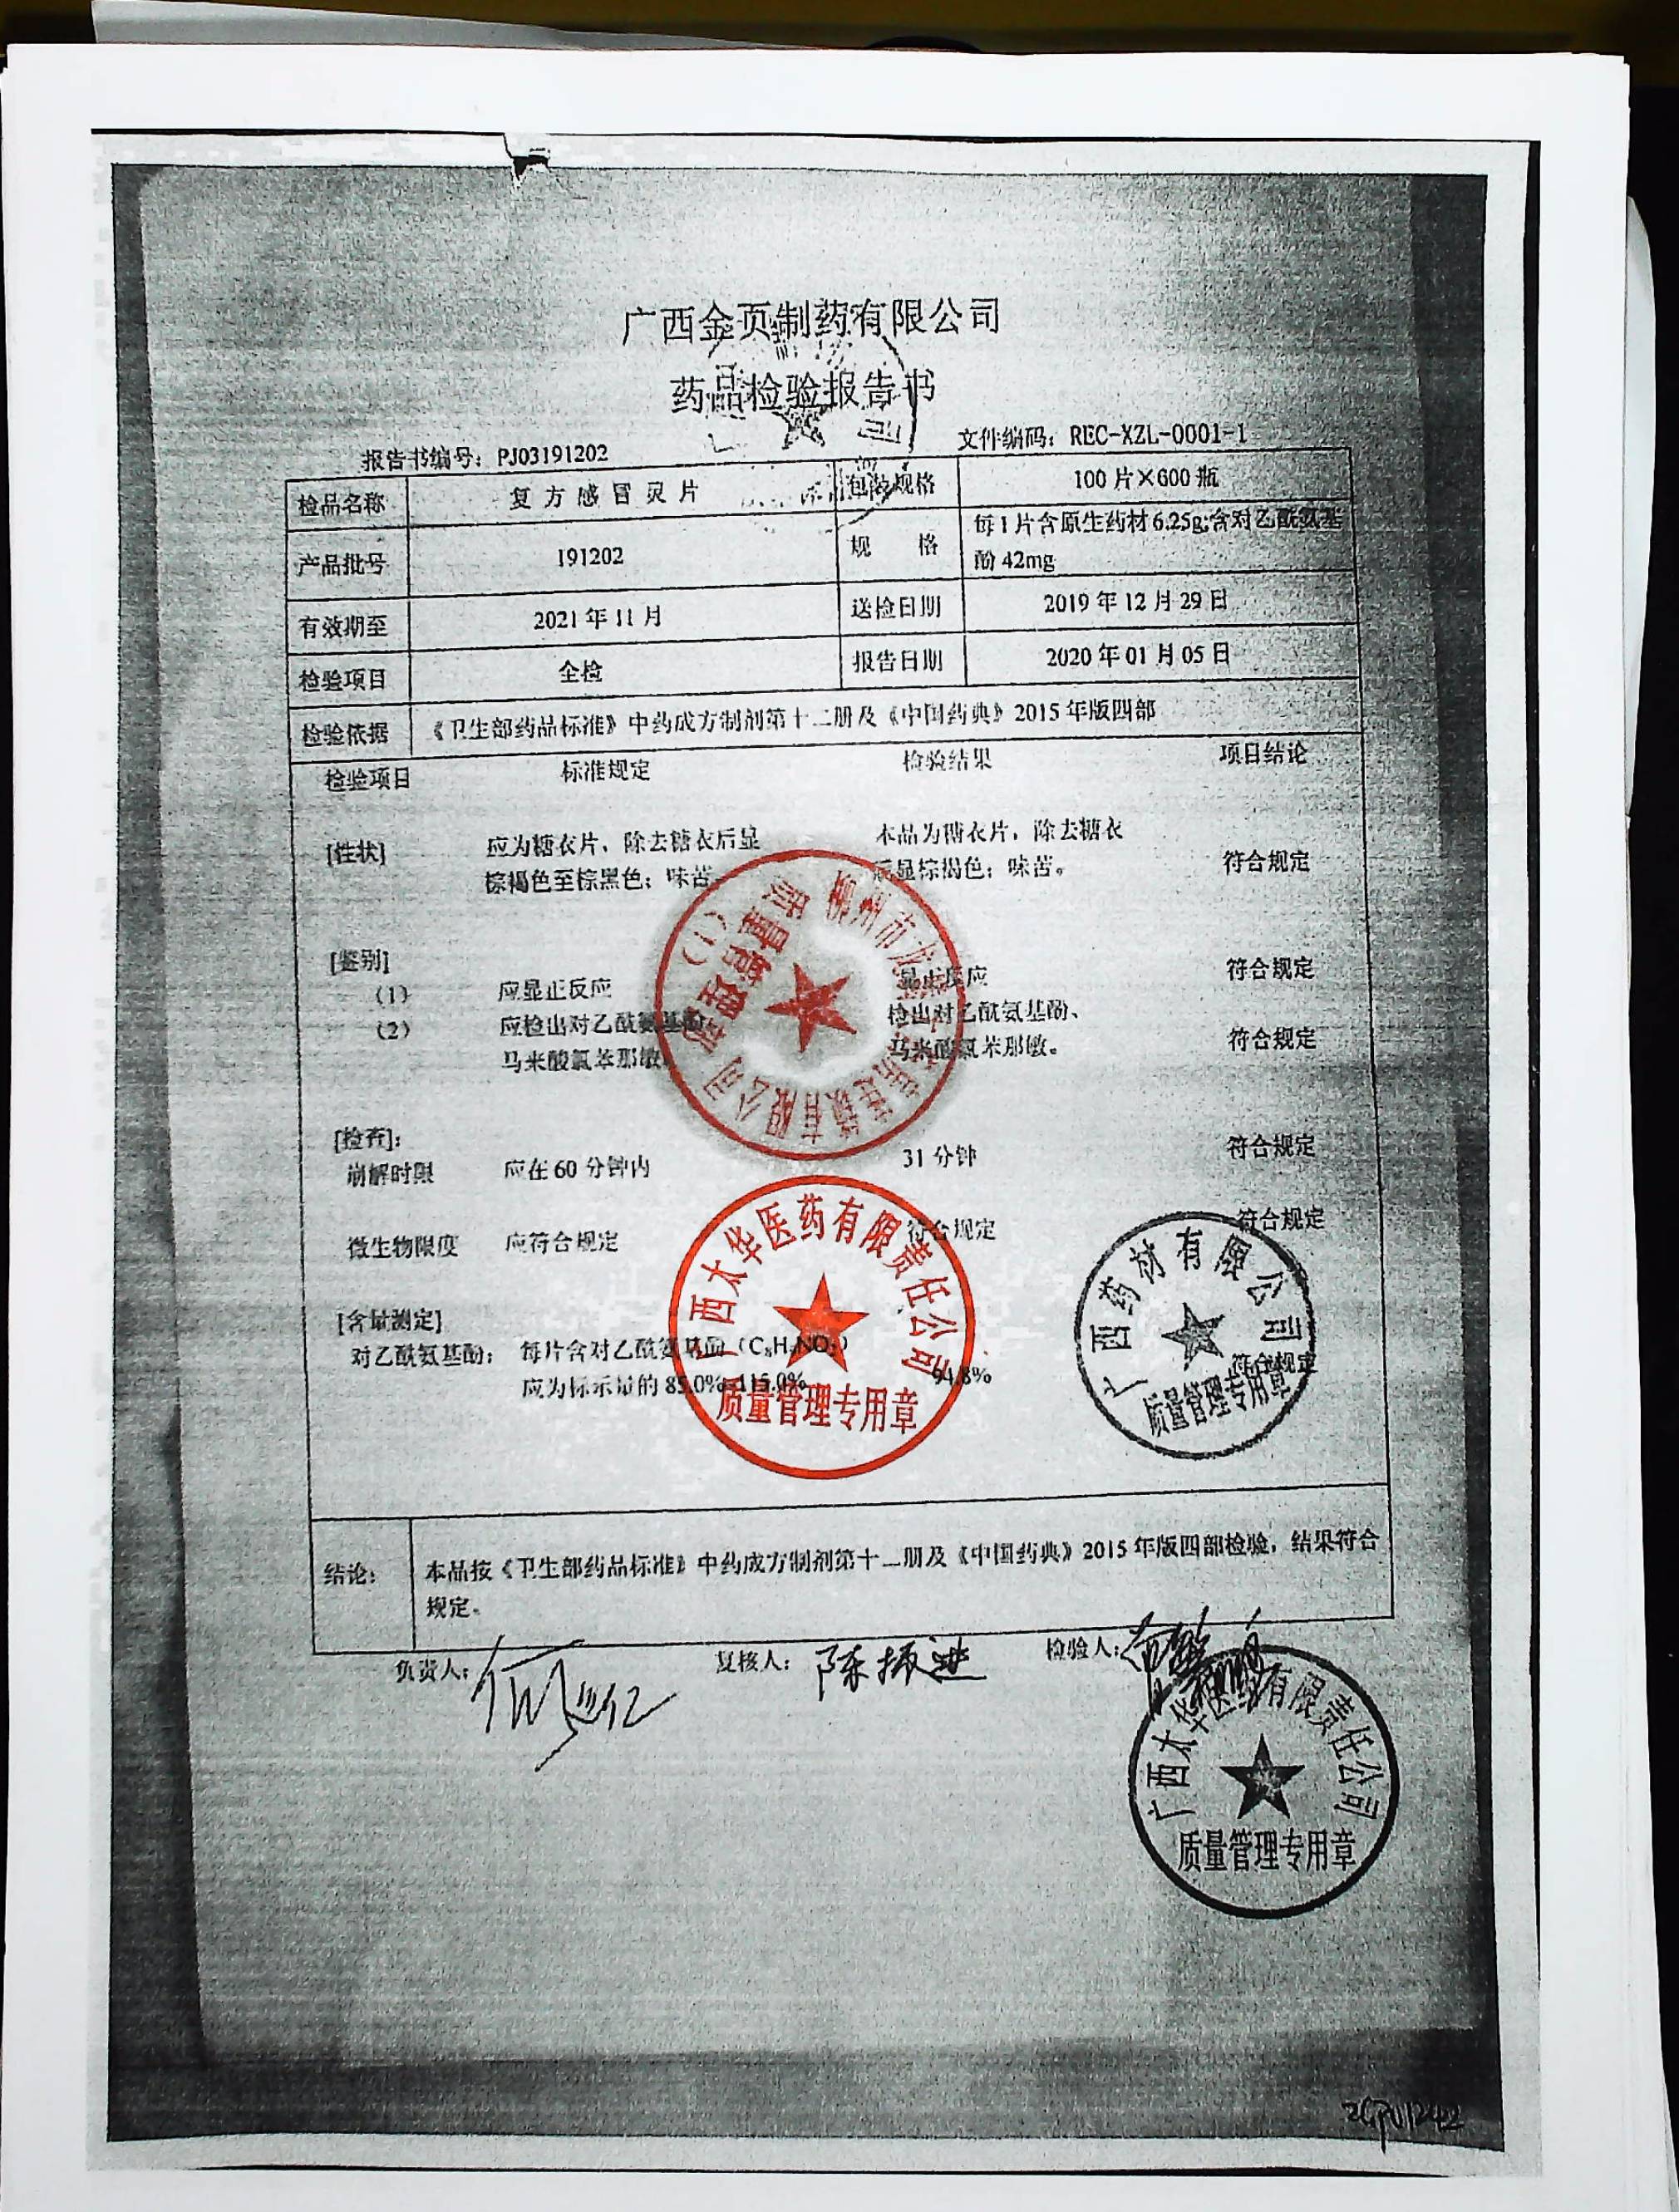 广西金页制药有限公司
药品检验报告书
报告书编号：PJ03191202 文件编码：REC-XZL-0001-1
检品名称 复方感冒灵片 包装规格 100片×600瓶
产品批号 191202 规 格 每1片含原生药材6.25g;含对乙酰氨基
酚42mg
有效期至 2021年11月 送检日期 2019年12月29日
检验项目 全检 报告日期 2020年01月05日
检验依据 《卫生部药品标准》中药成方制剂第十二册及《中国药典》2015年版四部
检验项目 标准规定 检验结果 项目结论
[性状] 应为糖衣片，除去糖衣后显 本品为糖衣片，除去糖衣
棕褐色至棕黑色；味苦 后显棕褐色；味苦。 符合规定
[鉴别]
(1) 应显正反应 显正反应 符合规定
(2) 应检出对乙酰氨基酚 检出对乙酰氨基酚、
马来酸氯苯那敏 马来酸氯苯那敏。 符合规定
[检查]：
崩解时限 应在60分钟内 31分钟 符合规定
微生物限度 应符合规定 符合规定 符合规定
[含量测定]
对乙酰氨基酚； 每片含对乙酰氨基酚（C₈H₉NO₂）
应为标示量的85.0%-115.0% 94.8% 符合规定
结论： 本品按《卫生部药品标准》中药成方制剂第十二册及《中国药典》2015年版四部检验，结果符合
规定。
负责人： 复核人：陈振进 检验人：
质量管理部
(1)
广西太华医药有限责任公司
质量管理专用章
广西药材有限公司
质量管理专用章
广西太华医药有限责任公司
质量管理专用章